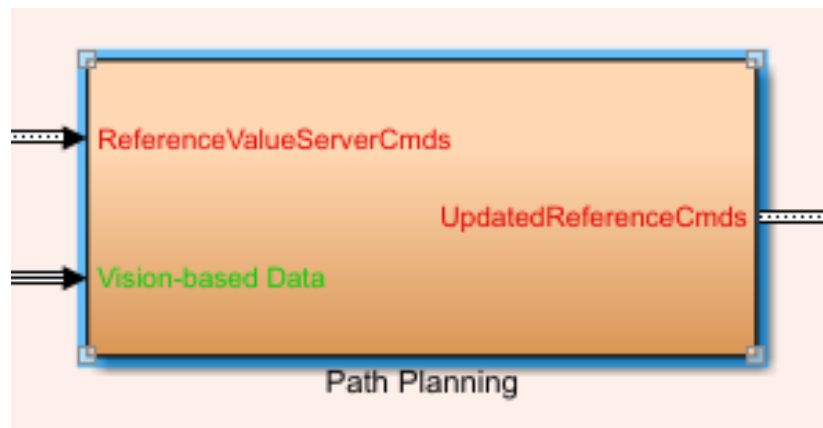 ReferenceValueServerCmds
UpdatedReferenceCmds
Vision-based Data
Path Planning